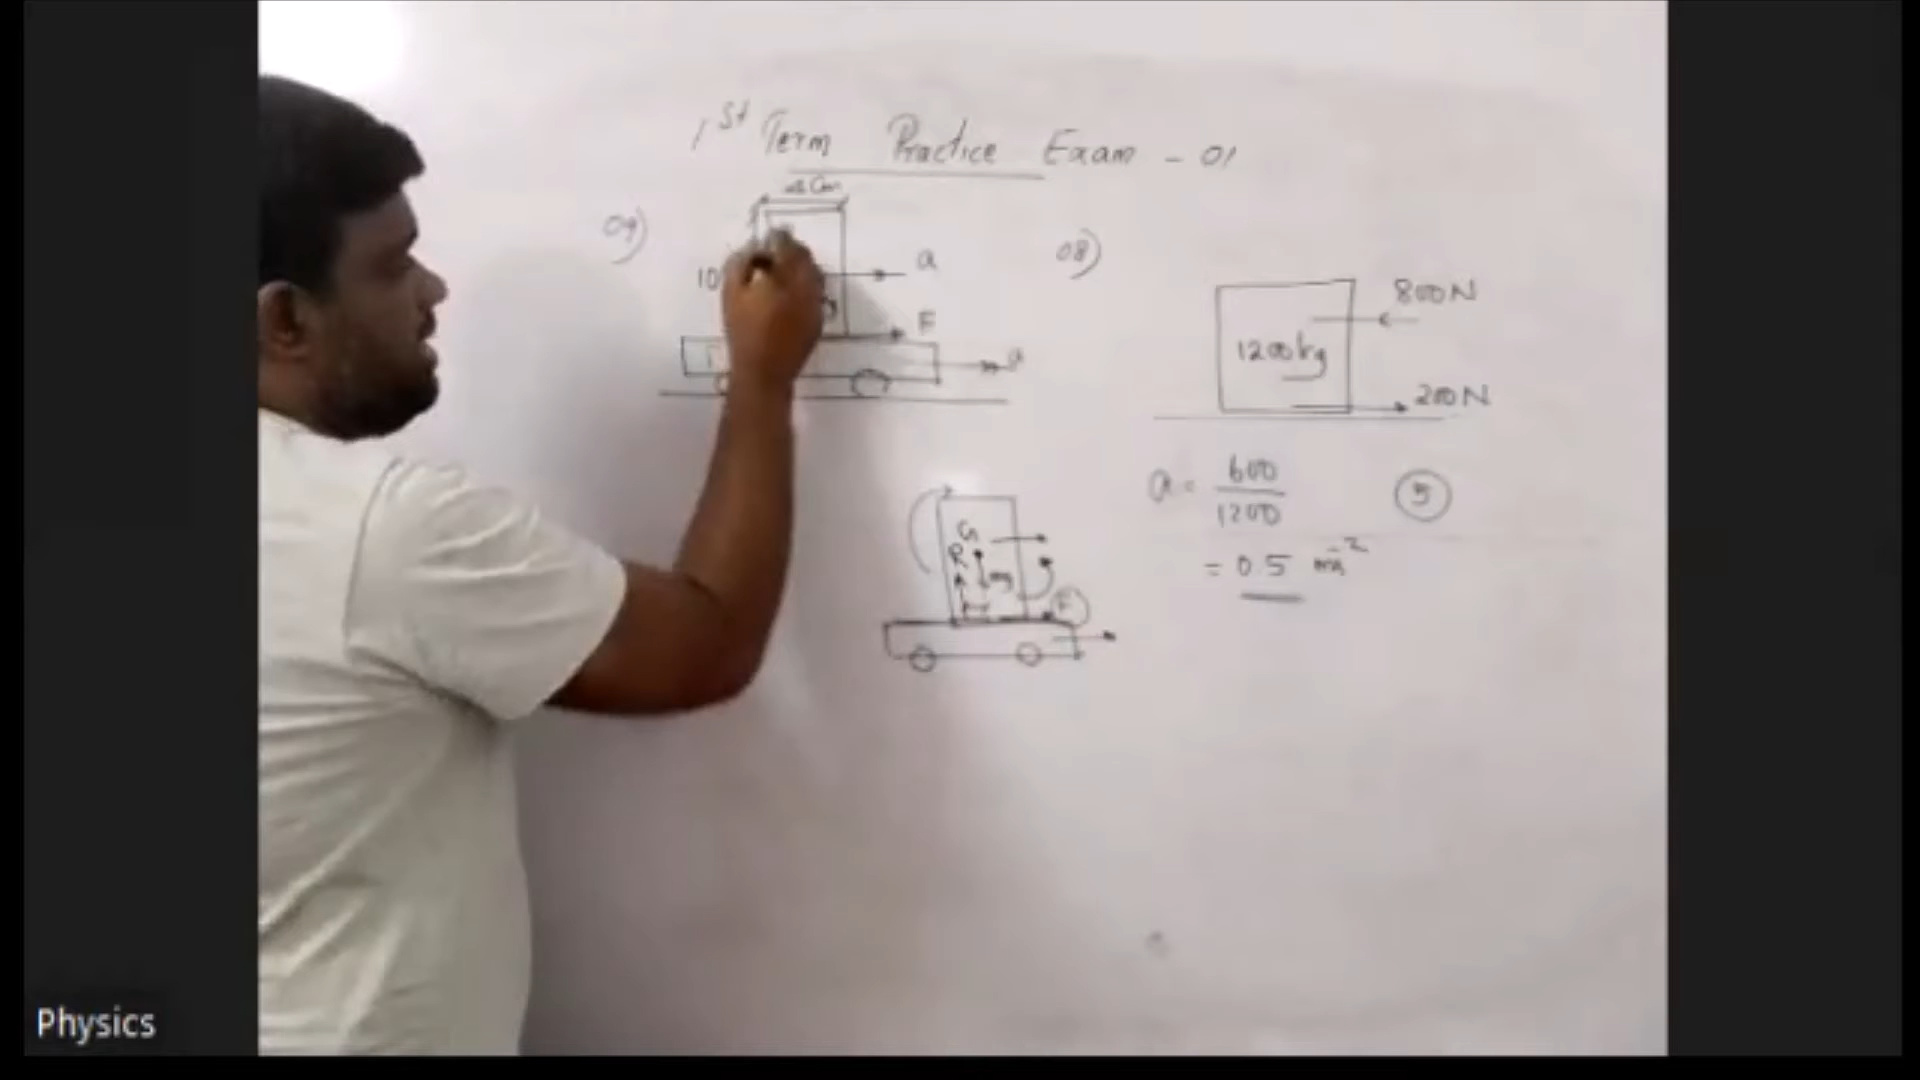 1st Term Practice Exam - 01
09)
10
a
F
a
08)
800N
1200kg
200N
a = 600
1200
5
= 0.5 ms-2
G
R
mg
F
Physics